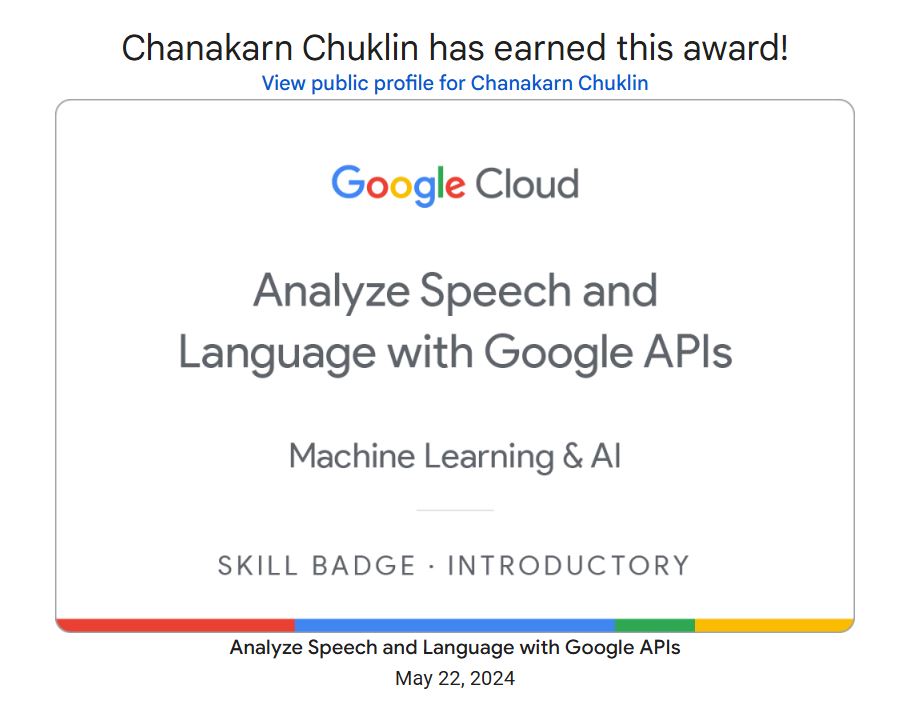 Chanakarn Chuklin has earned this award!
View public profile for Chanakarn Chuklin
Google Cloud
Analyze Speech and
Language with Google APIs
Machine Learning & AI
SKILL BADGE · INTRODUCTORY
Analyze Speech and Language with Google APIs
May 22, 2024